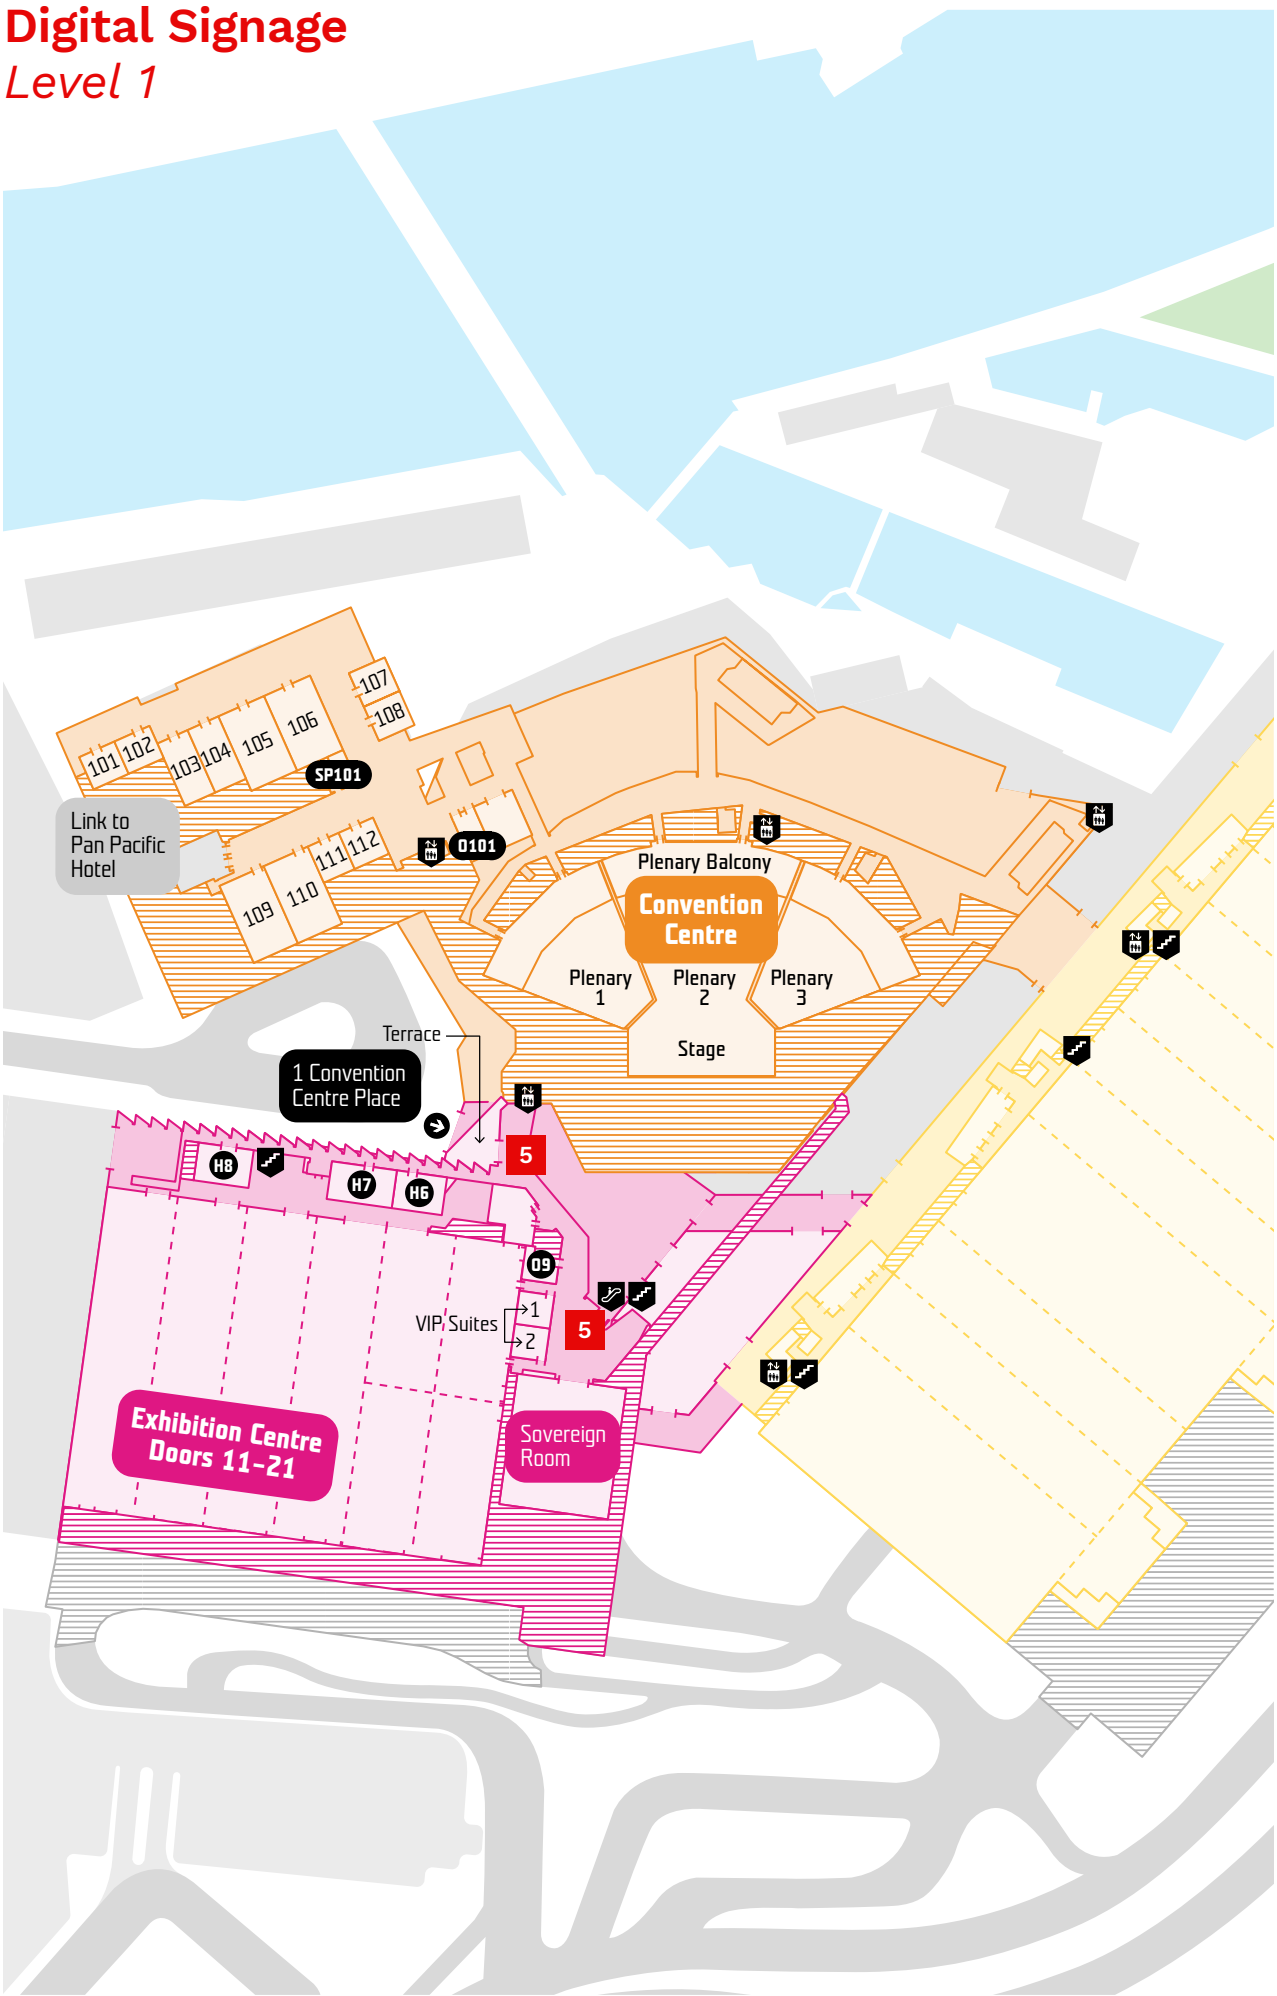 Digital Signage
Level 1
107
108
106
105
104
103
102
101
SP101
Link to
Pan Pacific
Hotel
112
111
110
109
O101
Plenary Balcony
Convention
Centre
Plenary
1
Plenary
2
Plenary
3
Stage
Terrace
1 Convention
Centre Place
5
H8
H7
H6
09
VIP Suites
1
2
5
Exhibition Centre
Doors 11-21
Sovereign
Room